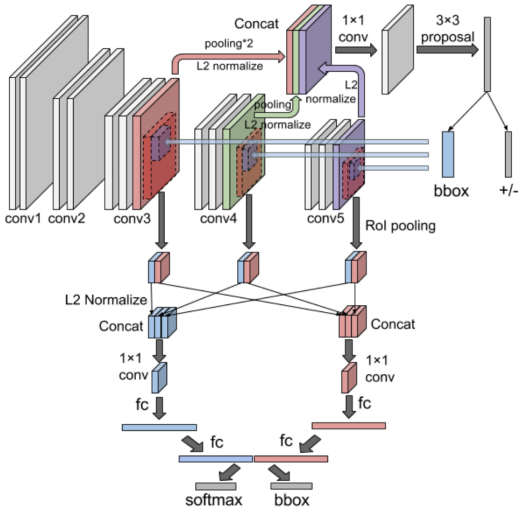 Concat
1×1
conv
3×3
proposal
pooling*2
L2 normalize
pooling
L2 normalize
L2
normalize
conv1
conv2
conv3
conv4
conv5
bbox
+/-
RoI pooling
L2 Normalize
Concat
Concat
1×1
conv
1×1
conv
fc
fc
fc
fc
softmax
bbox